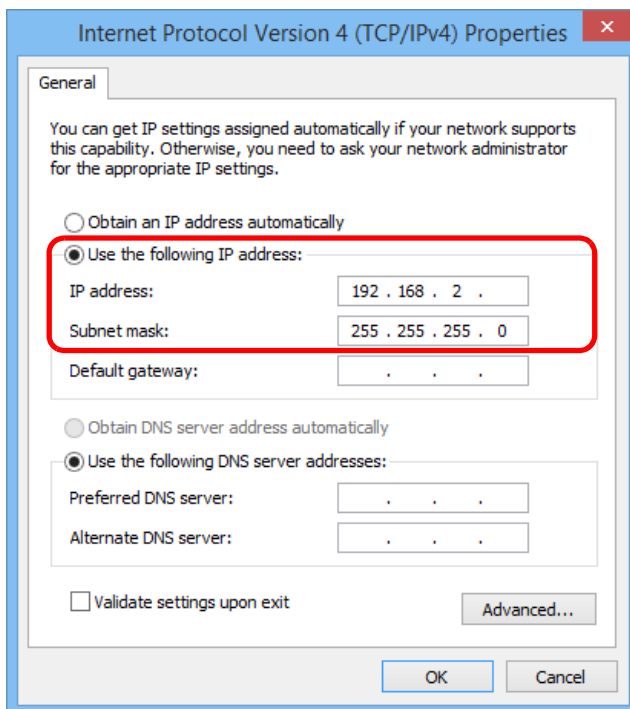 Internet Protocol Version 4 (TCP/IPv4) Properties
General
You can get IP settings assigned automatically if your network supports
this capability. Otherwise, you need to ask your network administrator
for the appropriate IP settings.
Obtain an IP address automatically
Use the following IP address:
IP address: 192 . 168 . 2 .
Subnet mask: 255 . 255 . 255 . 0
Default gateway: . . .
Obtain DNS server address automatically
Use the following DNS server addresses:
Preferred DNS server: . . .
Alternate DNS server: . . .
Validate settings upon exit
Advanced...
OK Cancel